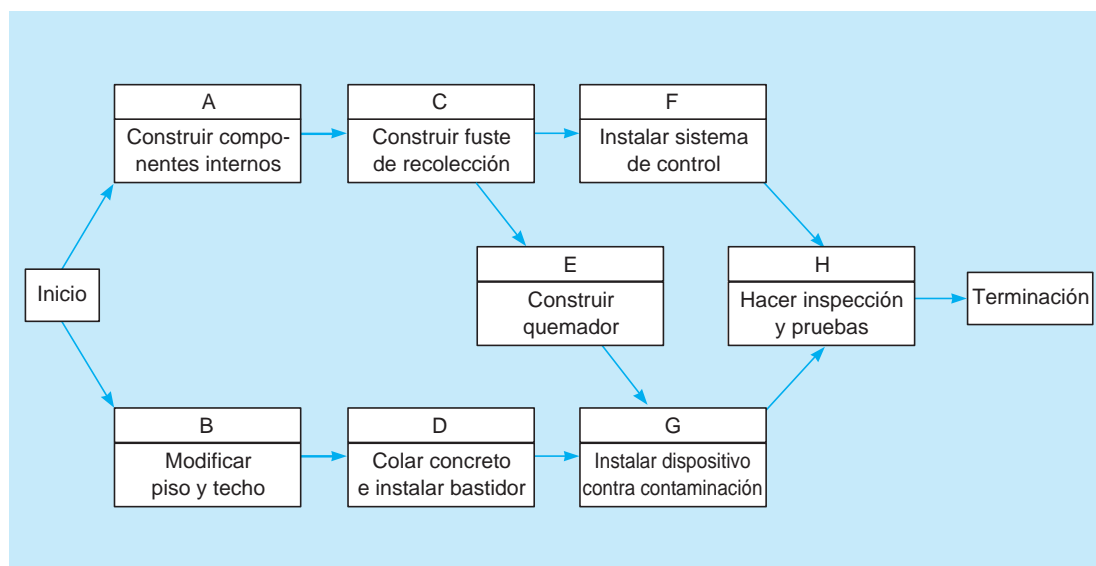 A
Construir compo-
nentes internos
C
Construir fuste
de recolección
F
Instalar sistema
de control
Inicio
E
Construir
quemador
H
Hacer inspección
y pruebas
Terminación
B
Modificar
piso y techo
D
Colar concreto
e instalar bastidor
G
Instalar dispositivo
contra contaminación